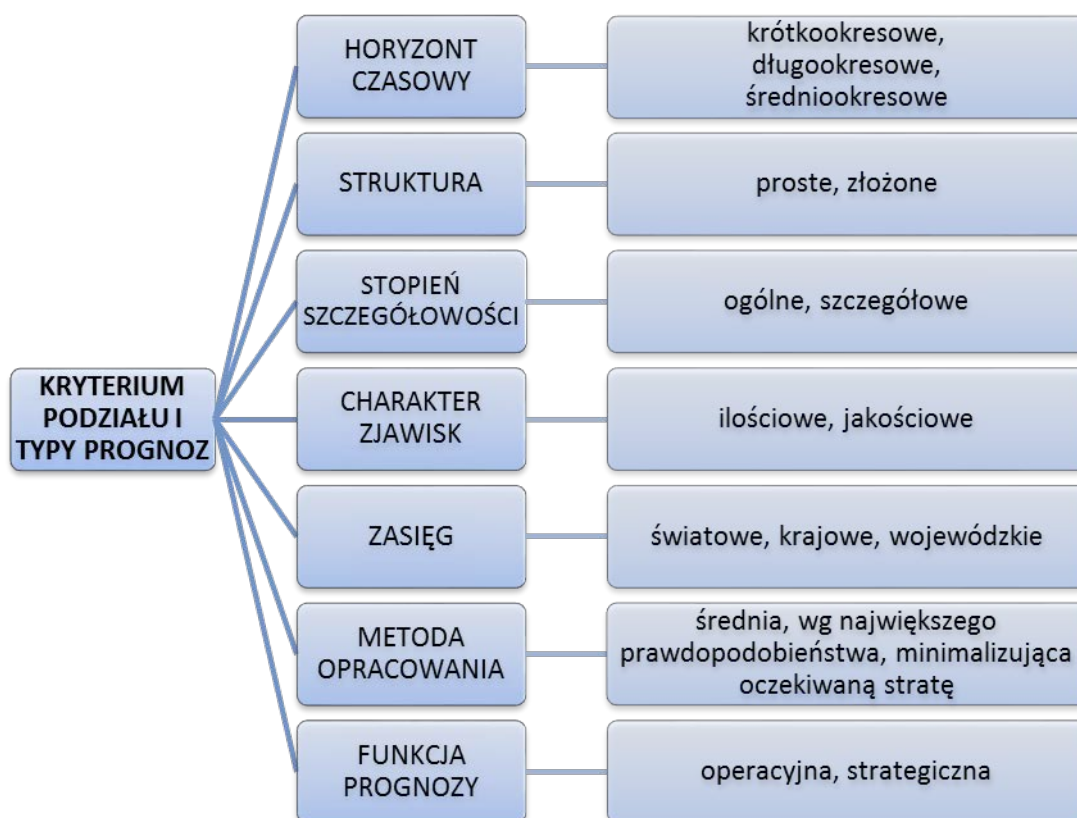 KRYTERIUM
PODZIAŁU I
TYPY PROGNOZ
HORYZONT
CZASOWY
krótkookresowe,
długookresowe,
średniookresowe
STRUKTURA
proste, złożone
STOPIEŃ
SZCZEGÓŁOWOŚCI
ogólne, szczegółowe
CHARAKTER
ZJAWISK
ilościowe, jakościowe
ZASIĘG
światowe, krajowe, wojewódzkie
METODA
OPRACOWANIA
średnia, wg największego
prawdopodobieństwa, minimalizująca
oczekiwaną stratę
FUNKCJA
PROGNOZY
operacyjna, strategiczna